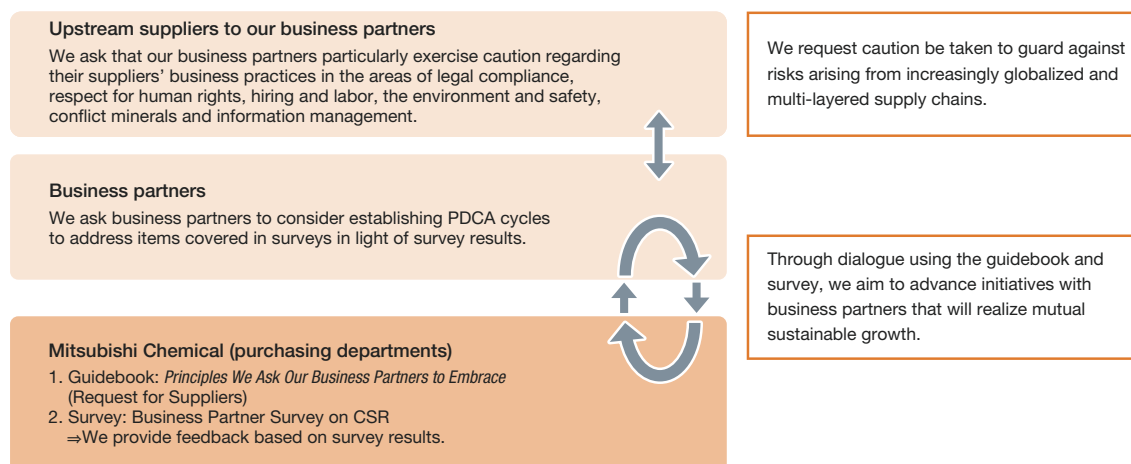 Upstream suppliers to our business partners
We ask that our business partners particularly exercise caution regarding
their suppliers’ business practices in the areas of legal compliance,
respect for human rights, hiring and labor, the environment and safety,
conflict minerals and information management.
We request caution be taken to guard against
risks arising from increasingly globalized and
multi-layered supply chains.
Business partners
We ask business partners to consider establishing PDCA cycles
to address items covered in surveys in light of survey results.
Through dialogue using the guidebook and
survey, we aim to advance initiatives with
business partners that will realize mutual
sustainable growth.
Mitsubishi Chemical (purchasing departments)
1. Guidebook: Principles We Ask Our Business Partners to Embrace
(Request for Suppliers)
2. Survey: Business Partner Survey on CSR
⇒We provide feedback based on survey results.